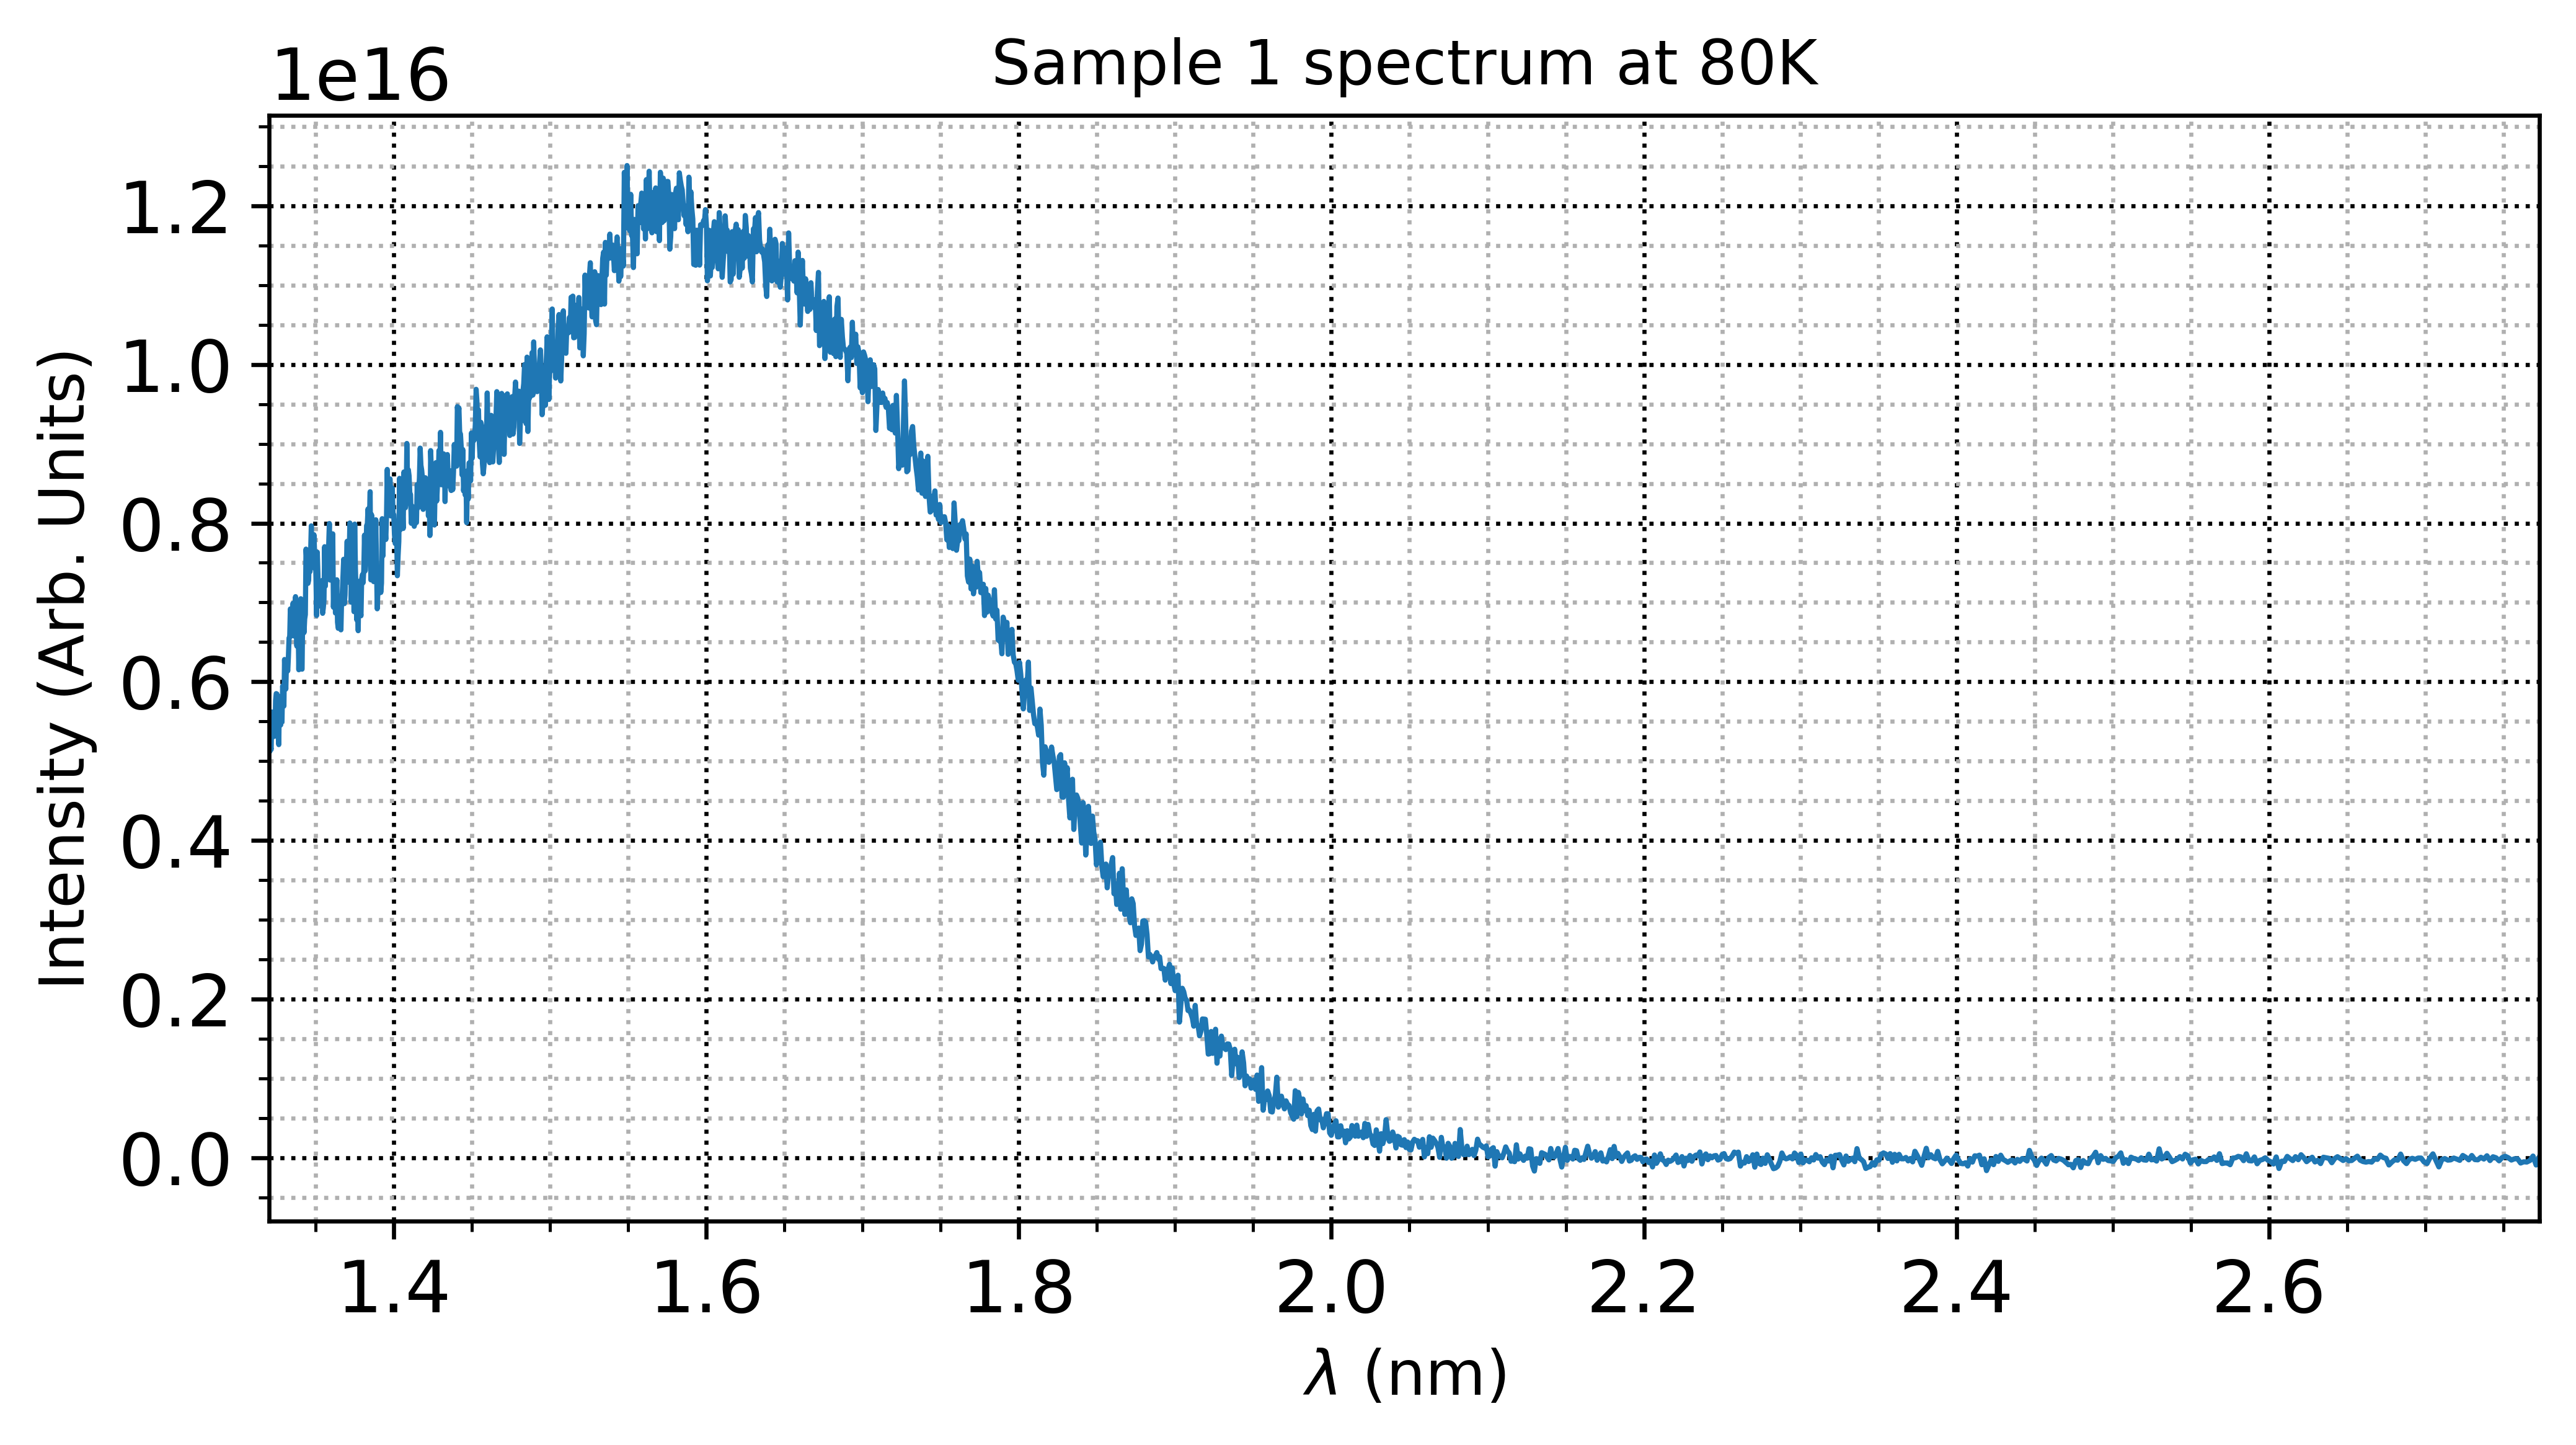 Sample 1 spectrum at 80K
1e16
1.2
1.0
0.8
0.6
0.4
0.2
0.0
Intensity (Arb. Units)
1.4 1.6 1.8 2.0 2.2 2.4 2.6
λ (nm)